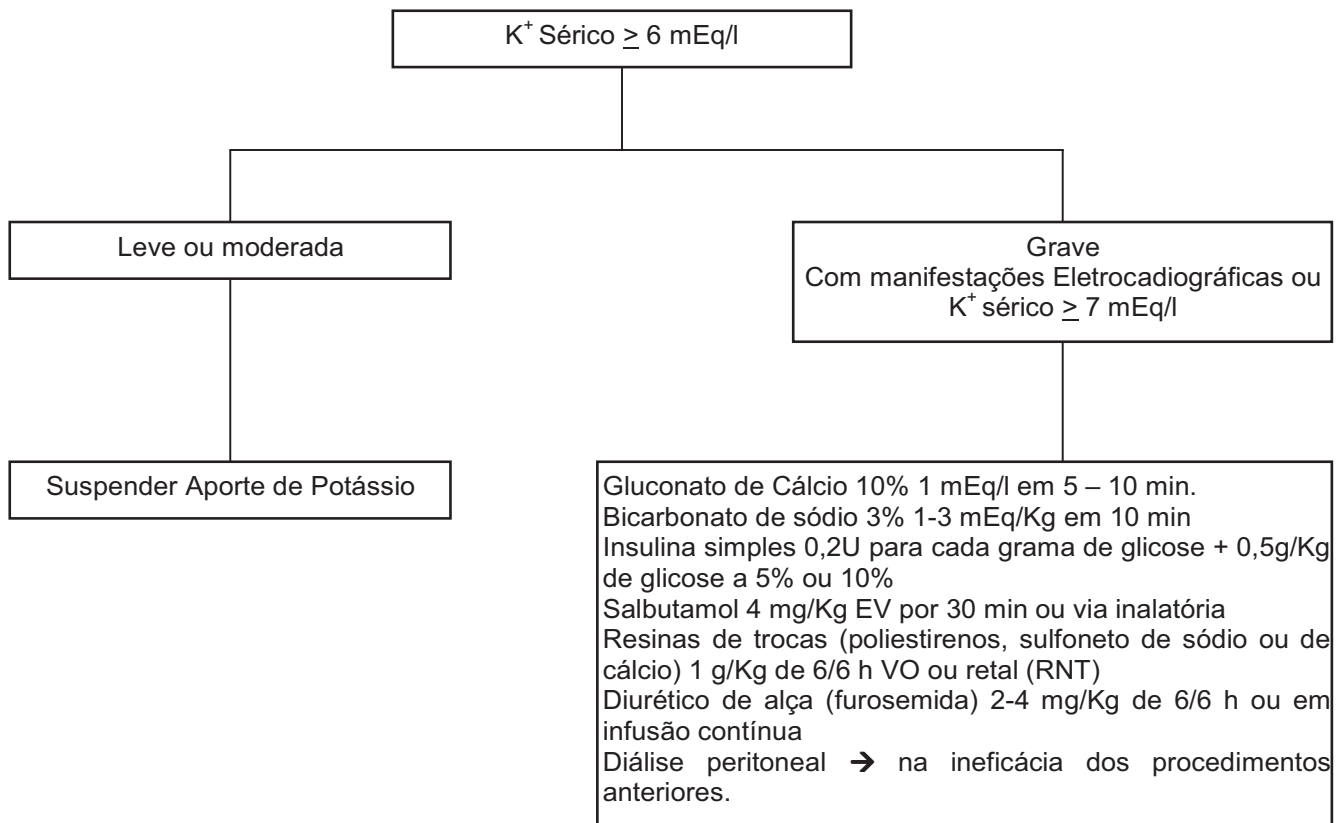 K+ Sérico ≥ 6 mEq/l
Leve ou moderada
Grave
Com manifestações Eletrocadiográficas ou
K+ sérico ≥ 7 mEq/l
Suspender Aporte de Potássio
Gluconato de Cálcio 10% 1 mEq/l em 5 – 10 min.
Bicarbonato de sódio 3% 1-3 mEq/Kg em 10 min
Insulina simples 0,2U para cada grama de glicose + 0,5g/Kg
de glicose a 5% ou 10%
Salbutamol 4 mg/Kg EV por 30 min ou via inalatória
Resinas de trocas (poliestirenos, sulfoneto de sódio ou de
cálcio) 1 g/Kg de 6/6 h VO ou retal (RNT)
Diurético de alça (furosemida) 2-4 mg/Kg de 6/6 h ou em
infusão contínua
Diálise peritoneal → na ineficácia dos procedimentos
anteriores.